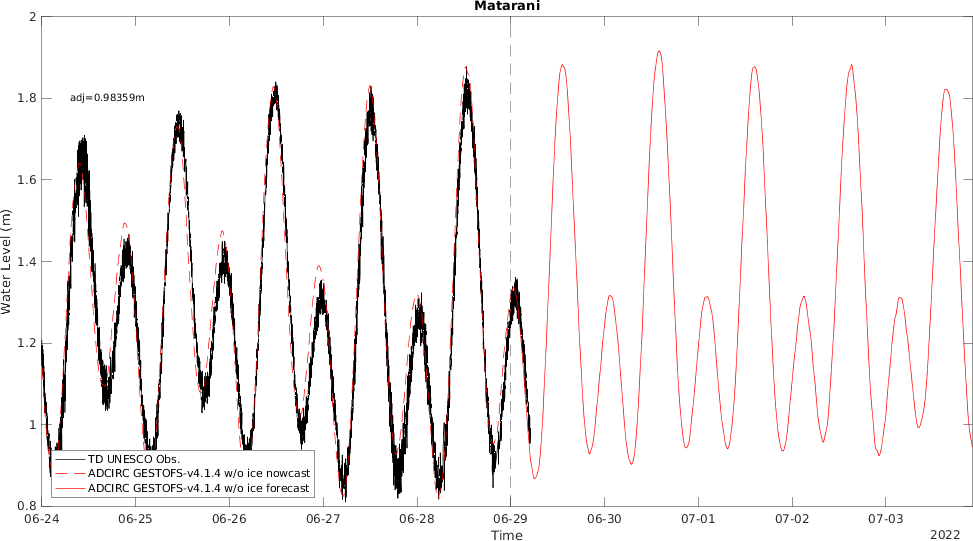 Matarani
2
1.8
1.6
1.4
1.2
1
0.8
Water Level (m)
adj=0.98359m
TD UNESCO Obs.
ADCIRC GESTOFS-v4.1.4 w/o ice nowcast
ADCIRC GESTOFS-v4.1.4 w/o ice forecast
06-24 06-25 06-26 06-27 06-28 06-29 06-30 07-01 07-02 07-03
Time
2022